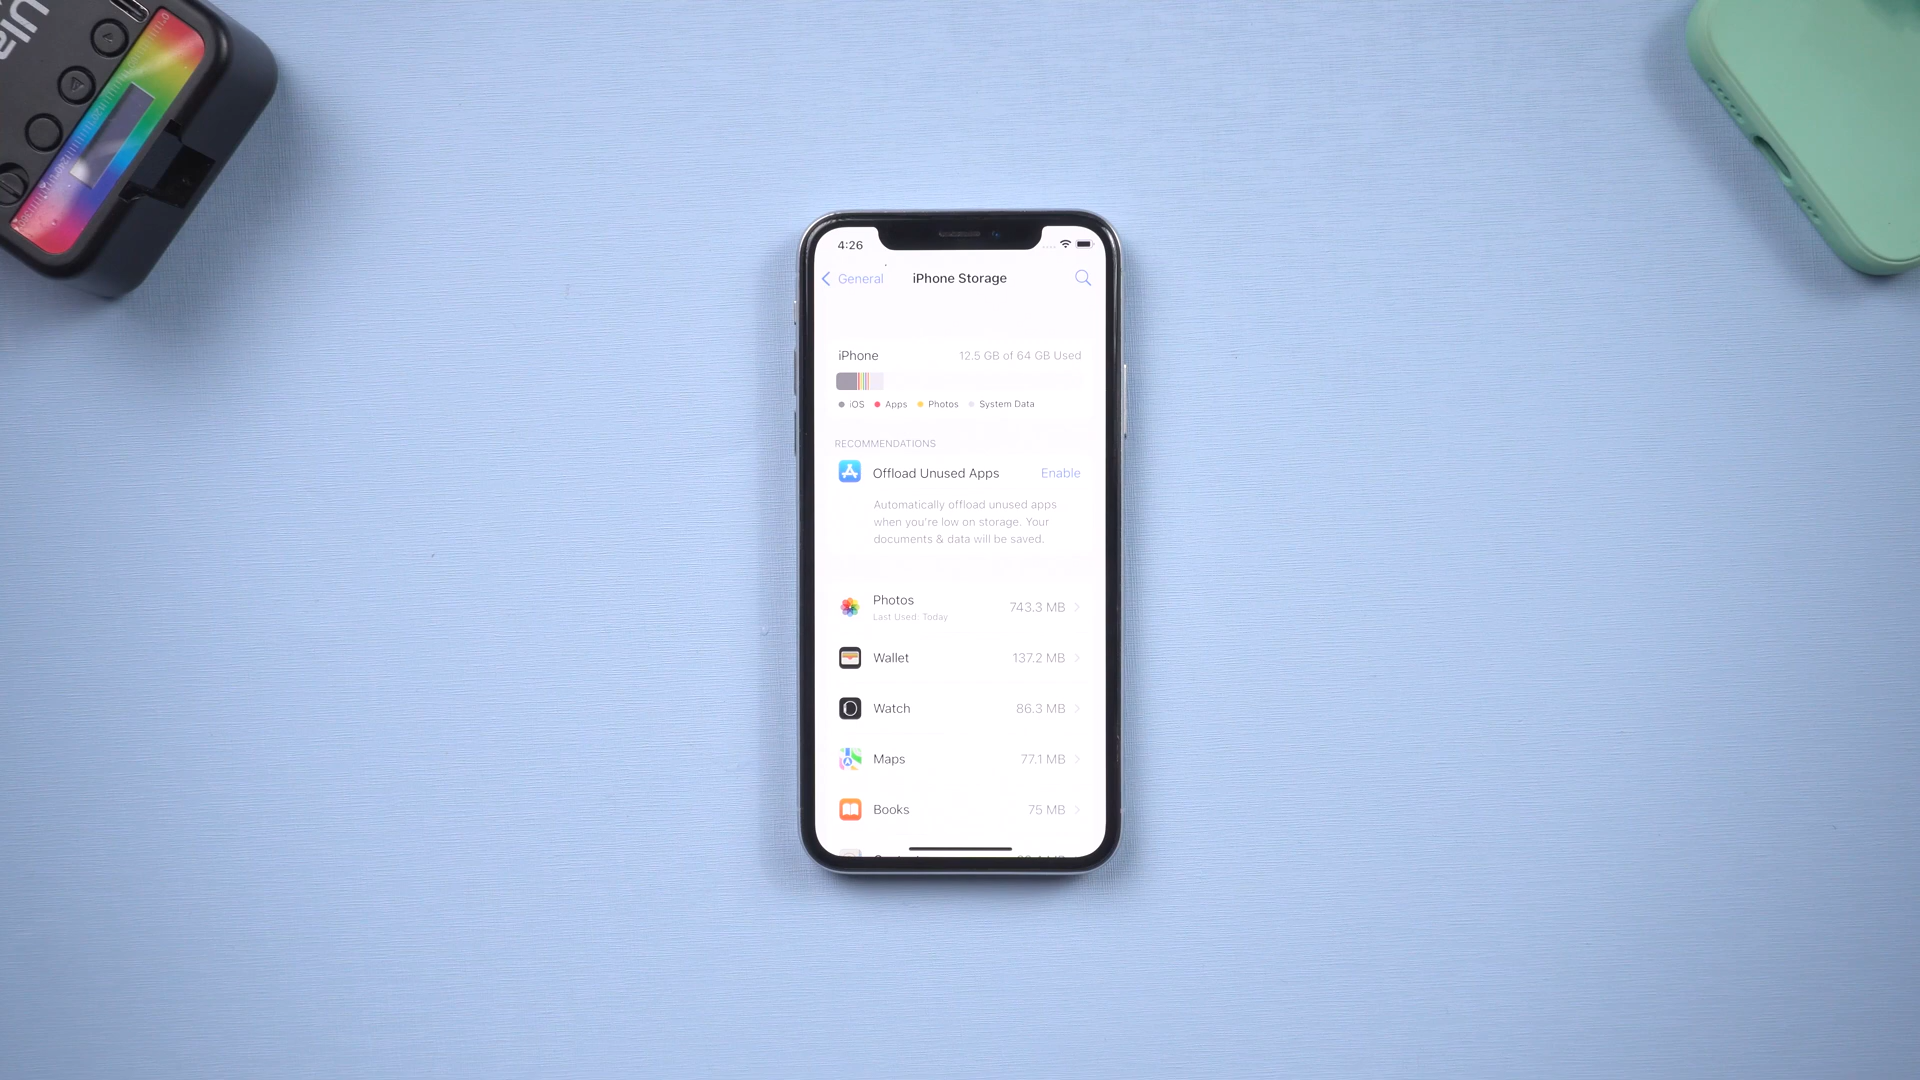 Ula
4:26
General
iPhone Storage
iPhone
12.5 GB of 64 GB Used
iOS
Apps
Photos
System Data
RECOMMENDATIONS
Offload Unused Apps
Enable
Automatically offload unused apps
when you're low on storage. Your
documents & data will be saved.
Photos
743.3 MB
Last Used: Today
Wallet
137.2 MB
Watch
86.3 MB
Maps
77.1 MB
Books
75 MB